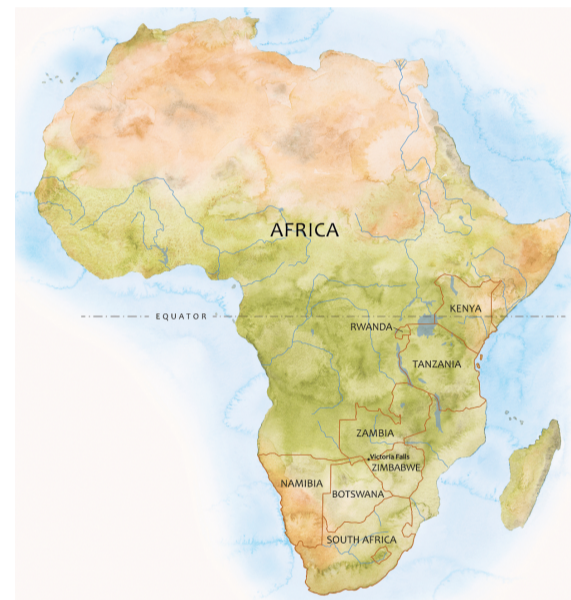 AFRICA
KENYA
EQUATOR
RWANDA
TANZANIA
ZAMBIA
Victoria Falls
ZIMBABWE
NAMIBIA
BOTSWANA
SOUTH AFRICA